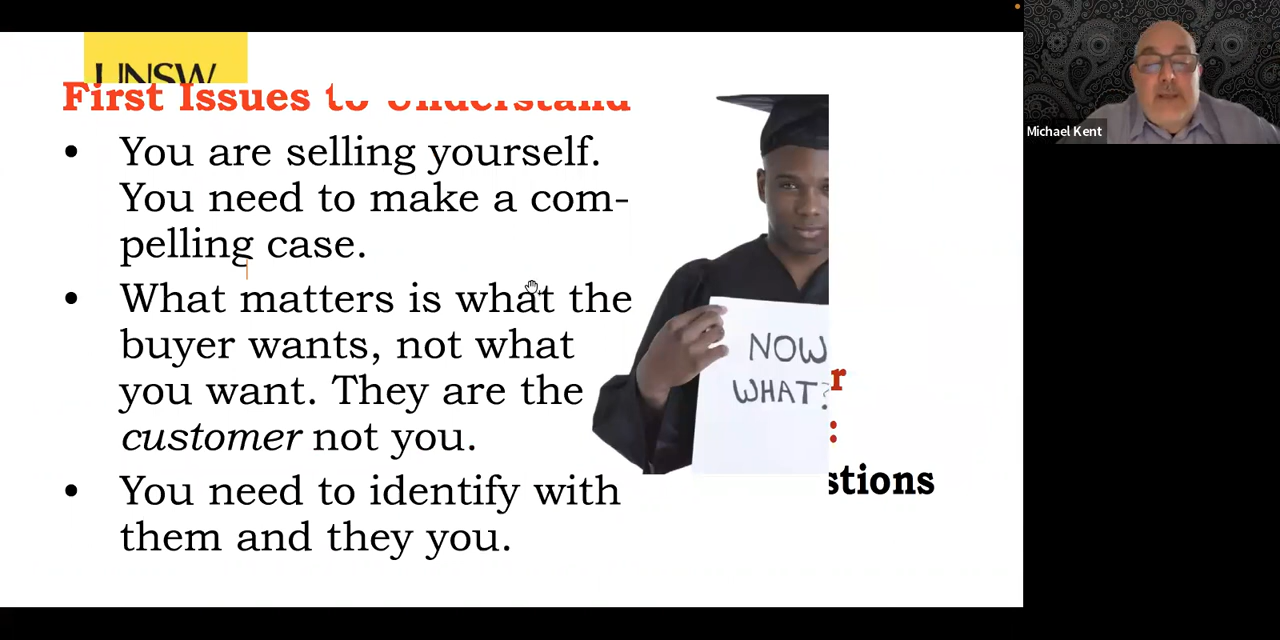 UNSW
First Issues to Understand
• You are selling yourself.
You need to make a com-
pelling case.
• What matters is what the
buyer wants, not what
you want. They are the
customer not you.
• You need to identify with
them and they you.
NOW
WHAT?
r
:
stions
Michael Kent